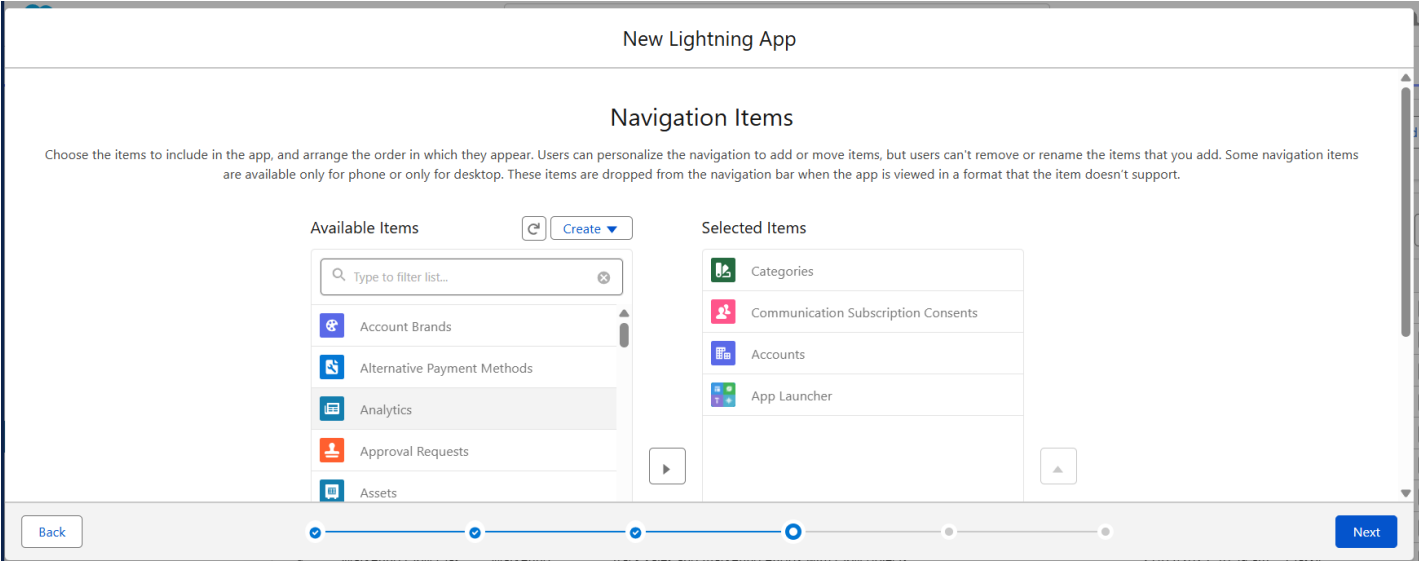 New Lightning App
Navigation Items
Choose the items to include in the app, and arrange the order in which they appear. Users can personalize the navigation to add or move items, but users can't remove or rename the items that you add. Some navigation items
are available only for phone or only for desktop. These items are dropped from the navigation bar when the app is viewed in a format that the item doesn't support.
Available Items
Create
Selected Items
Type to filter list...
Account Brands
Alternative Payment Methods
Analytics
Approval Requests
Assets
Categories
Communication Subscription Consents
Accounts
App Launcher
Back
Next